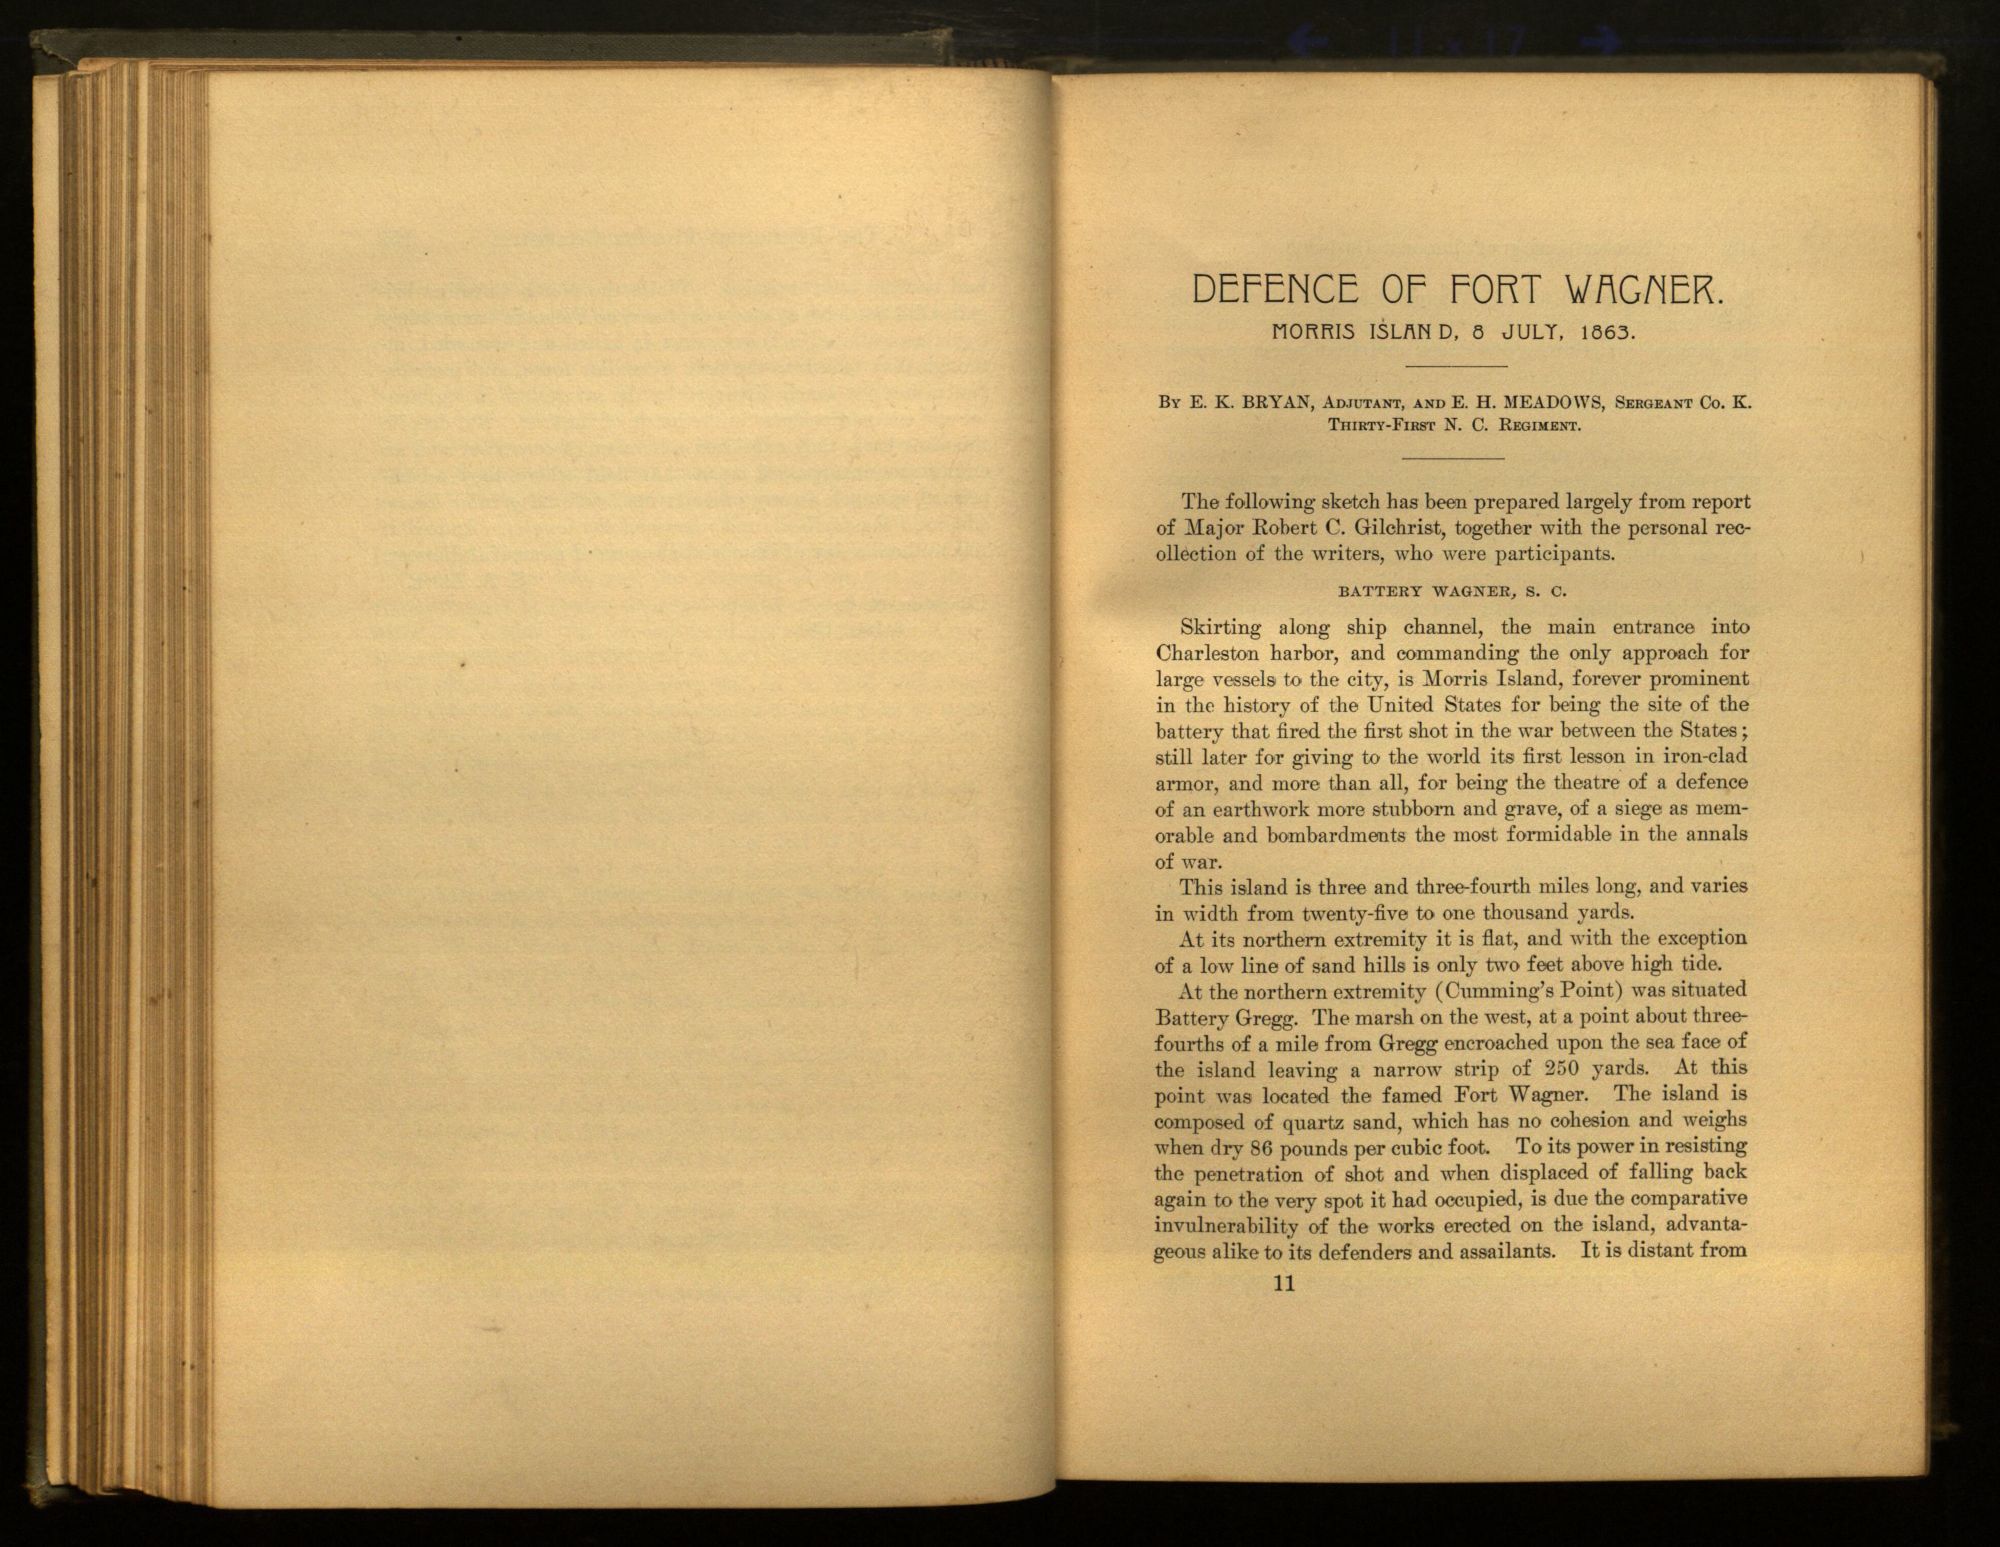 DEFENCE OF FORT WAGNER.
MORRIS ISLAND, 8 JULY, 1863.
By E. K. BRYAN, Adjutant, and E. H. MEADOWS, Sergeant Co. K.
Thirty-First N. C. Regiment.
The following sketch has been prepared largely from report
of Major Robert C. Gilchrist, together with the personal rec-
ollection of the writers, who were participants.
BATTERY WAGNER, S. C.
Skirting along ship channel, the main entrance into
Charleston harbor, and commanding the only approach for
large vessels to the city, is Morris Island, forever prominent
in the history of the United States for being the site of the
battery that fired the first shot in the war between the States;
still later for giving to the world its first lesson in iron-clad
armor, and more than all, for being the theatre of a defence
of an earthwork more stubborn and grave, of a siege as mem-
orable and bombardments the most formidable in the annals
of war.
This island is three and three-fourth miles long, and varies
in width from twenty-five to one thousand yards.
At its northern extremity it is flat, and with the exception
of a low line of sand hills is only two feet above high tide.
At the northern extremity (Cumming's Point) was situated
Battery Gregg. The marsh on the west, at a point about three-
fourths of a mile from Gregg encroached upon the sea face of
the island leaving a narrow strip of 250 yards. At this
point was located the famed Fort Wagner. The island is
composed of quartz sand, which has no cohesion and weighs
when dry 86 pounds per cubic foot. To its power in resisting
the penetration of shot and when displaced of falling back
again to the very spot it had occupied, is due the comparative
invulnerability of the works erected on the island, advanta-
geous alike to its defenders and assailants. It is distant from
11